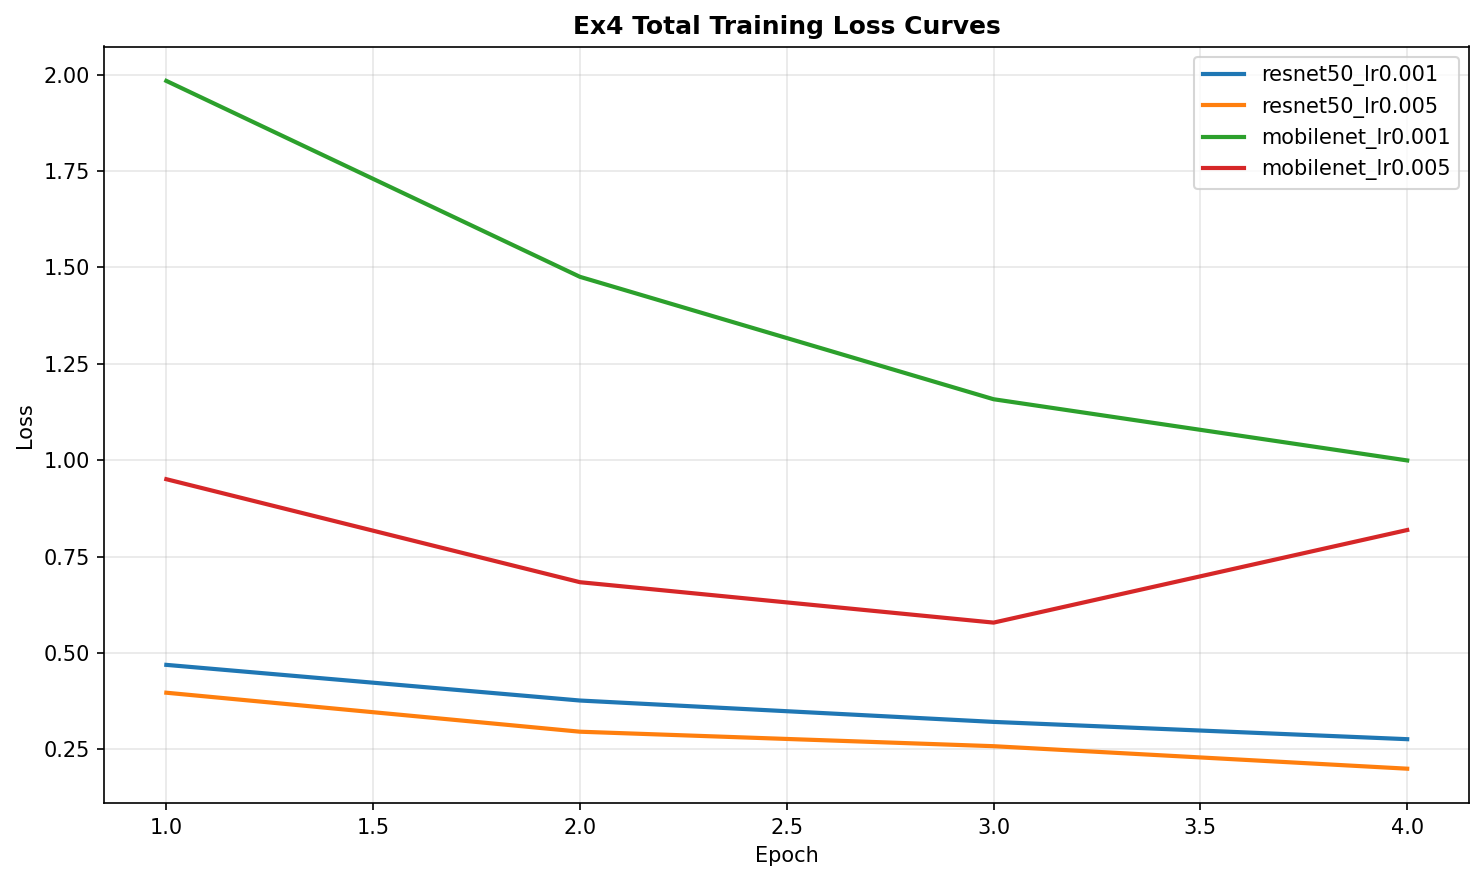 Ex4 Total Training Loss Curves
resnet50_lr0.001
resnet50_lr0.005
mobilenet_lr0.001
mobilenet_lr0.005
2.00
1.75
1.50
1.25
1.00
0.75
0.50
0.25
Loss
1.0 1.5 2.0 2.5 3.0 3.5 4.0
Epoch